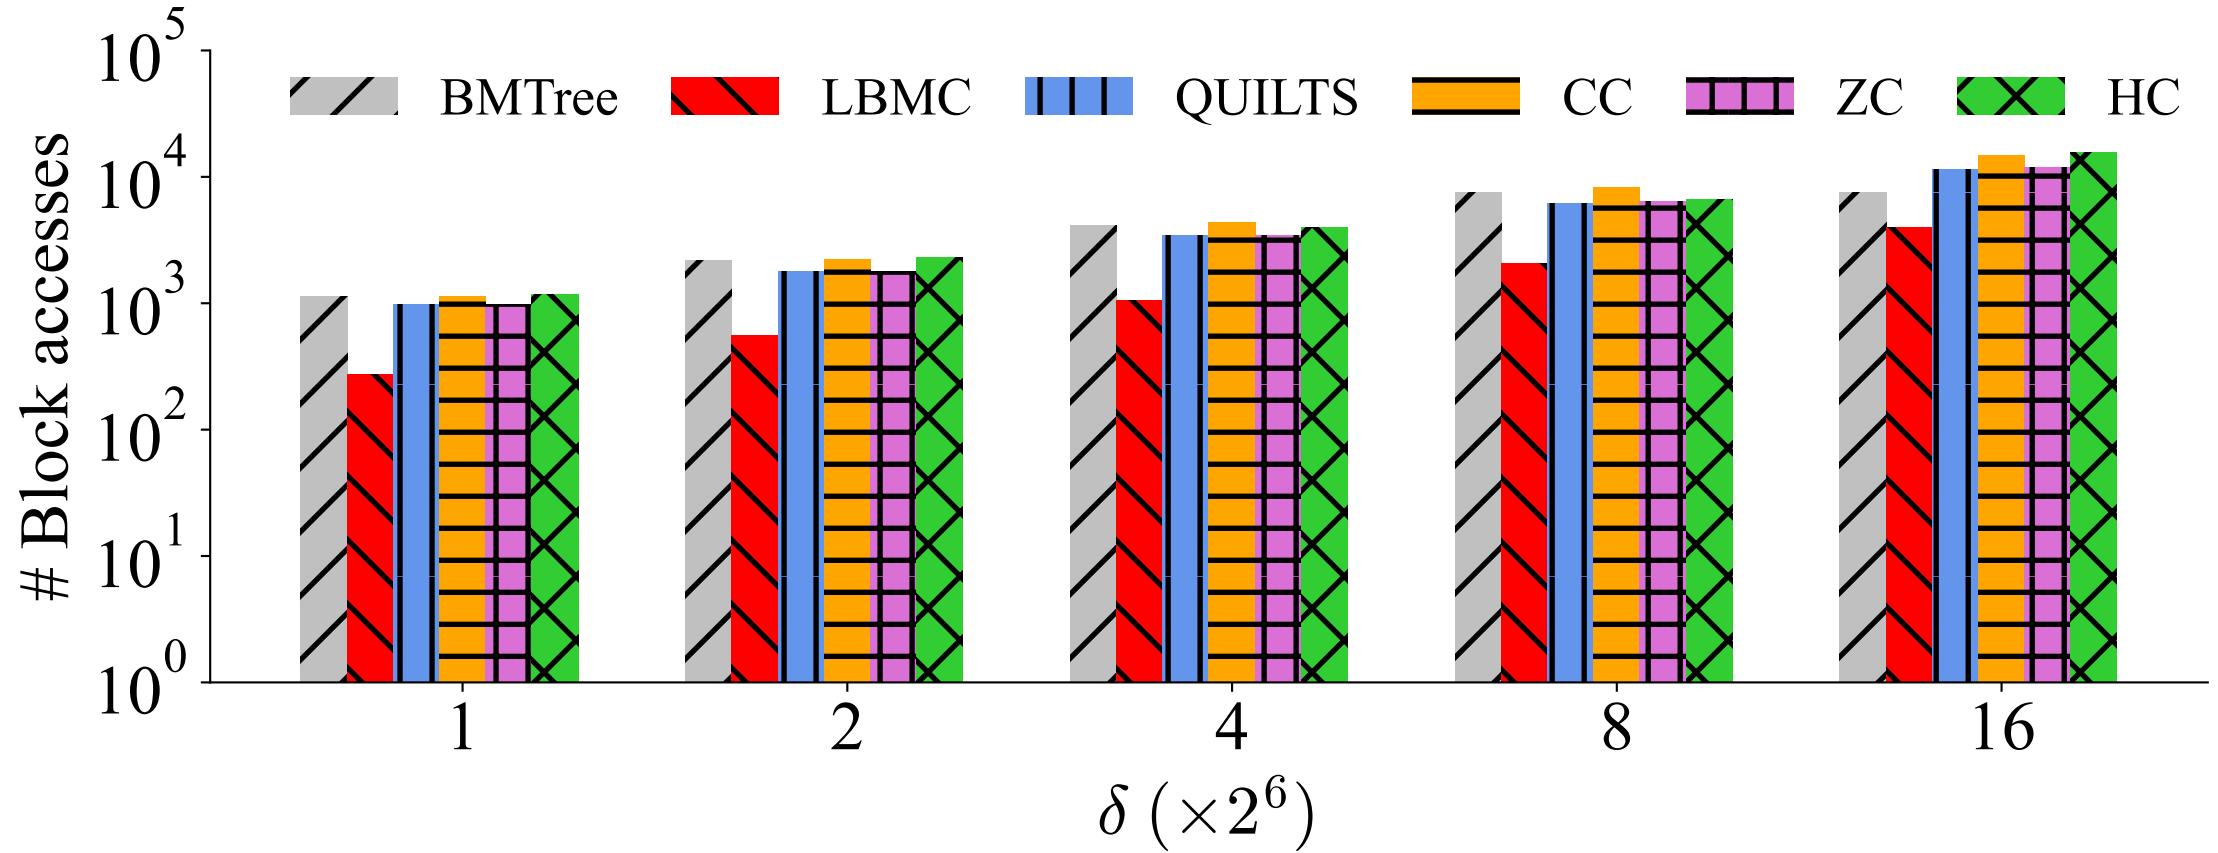 # Block accesses
10^5
10^4
10^3
10^2
10^1
10^0
BMTree LBMC QUILTS CC ZC HC
1 2 4 8 16
δ (×2^6)